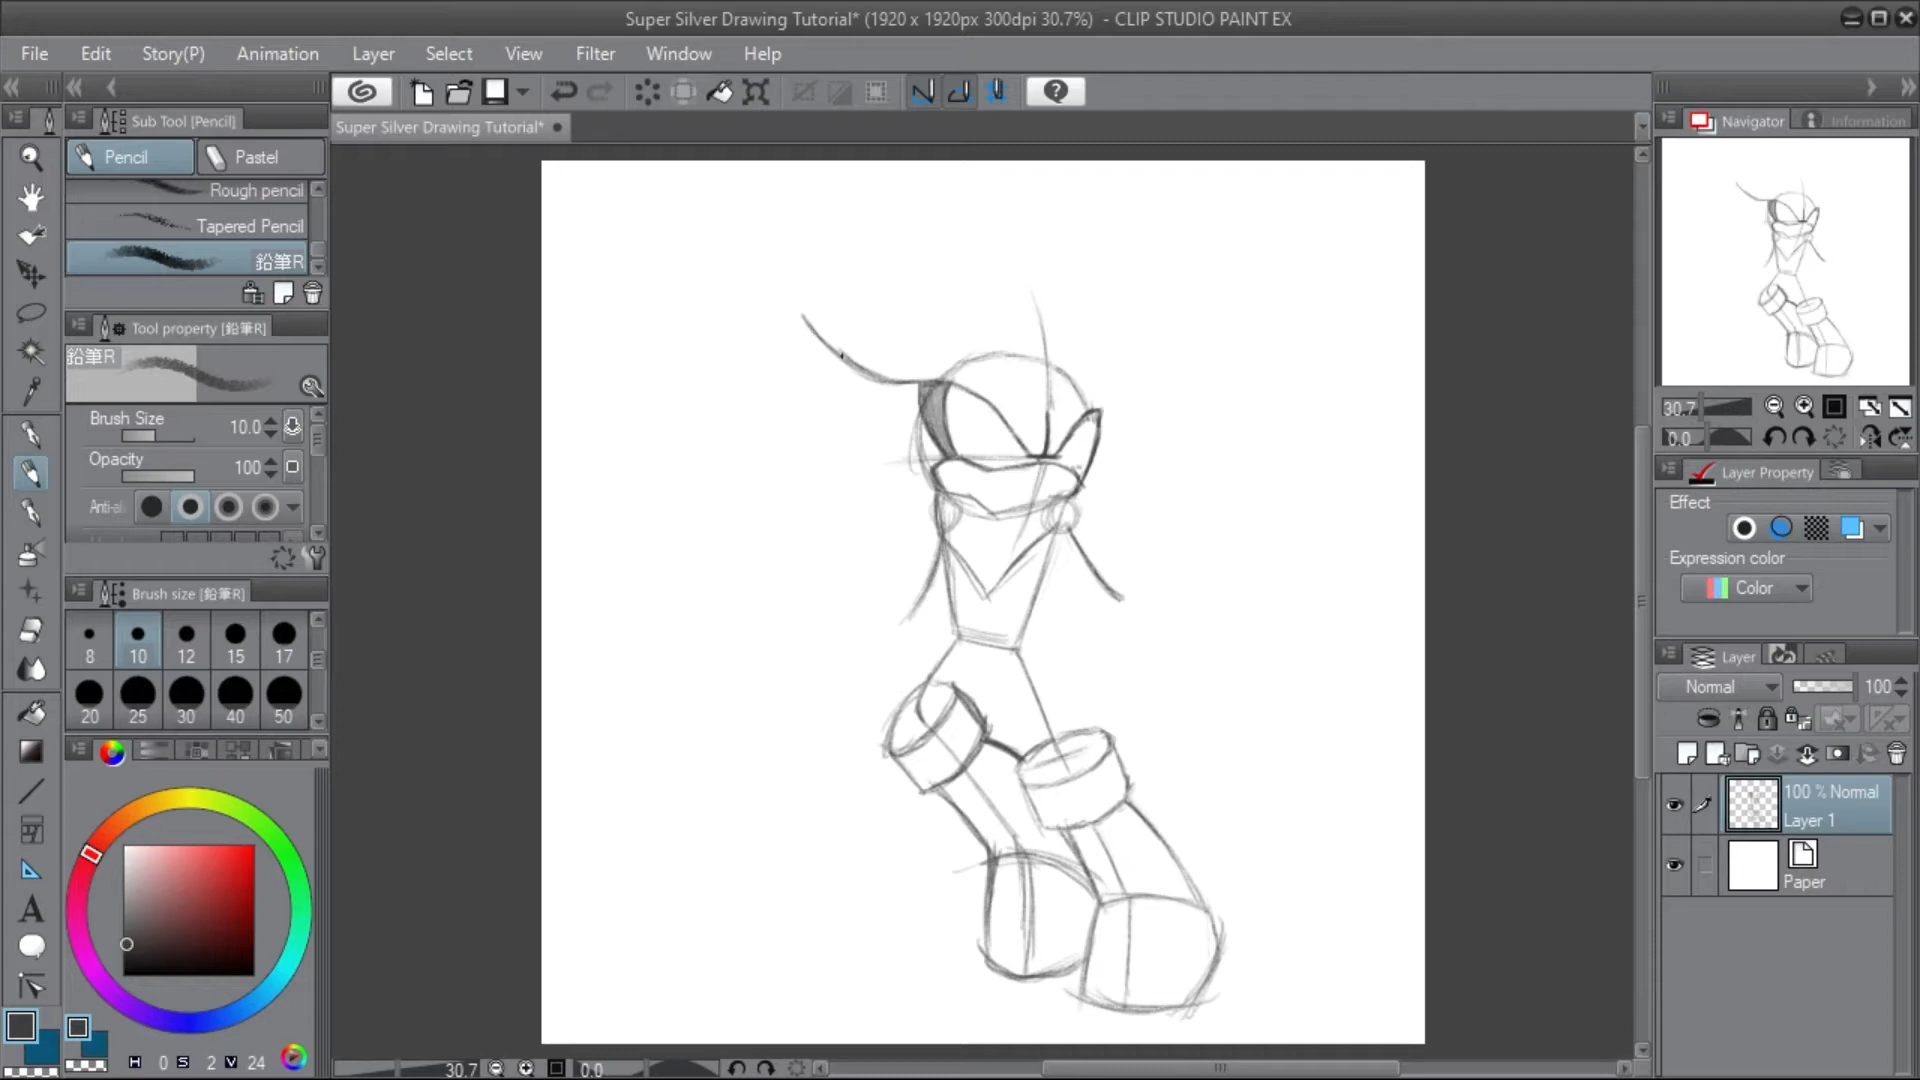 Super Silver Drawing Tutorial* (1920 x 1920px 300dpi 30.7%) - CLIP STUDIO PAINT EX
File Edit Story(P) Animation Layer Select View Filter Window Help
Sub Tool [Pencil]
Super Silver Drawing Tutorial*
Navigator Information
Pencil Pastel
Rough pencil
Tapered Pencil
鉛筆R
Tool property [鉛筆R]
鉛筆R
Brush Size 10.0
Opacity 100
Anti-al
30.7
0.0
Layer Property
Effect
Expression color
Color
Brush size [鉛筆R]
8 10 12 15 17
20 25 30 40 50
Layer
Normal 100
100 % Normal
Layer 1
Paper
H 0 S 2 V 24
30.7 0.0